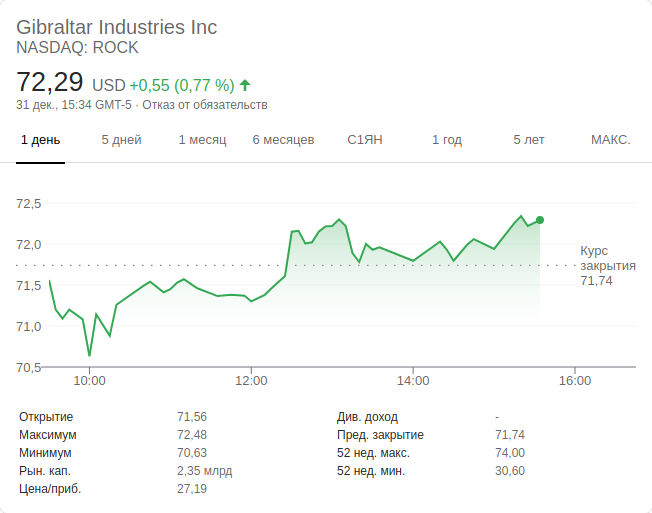 Gibraltar Industries Inc
NASDAQ: ROCK
72,29 USD +0,55 (0,77 %)
31 дек., 15:34 GMT-5 · Отказ от обязательств
1 день 5 дней 1 месяц 6 месяцев С1ЯН 1 год 5 лет МАКС.
72,5
72,0
71,5
71,0
70,5
Курс
закрытия
71,74
10:00 12:00 14:00 16:00
Открытие 71,56 Див. доход -
Максимум 72,48 Пред. закрытие 71,74
Минимум 70,63 52 нед. макс. 74,00
Рын. кап. 2,35 млрд 52 нед. мин. 30,60
Цена/приб. 27,19